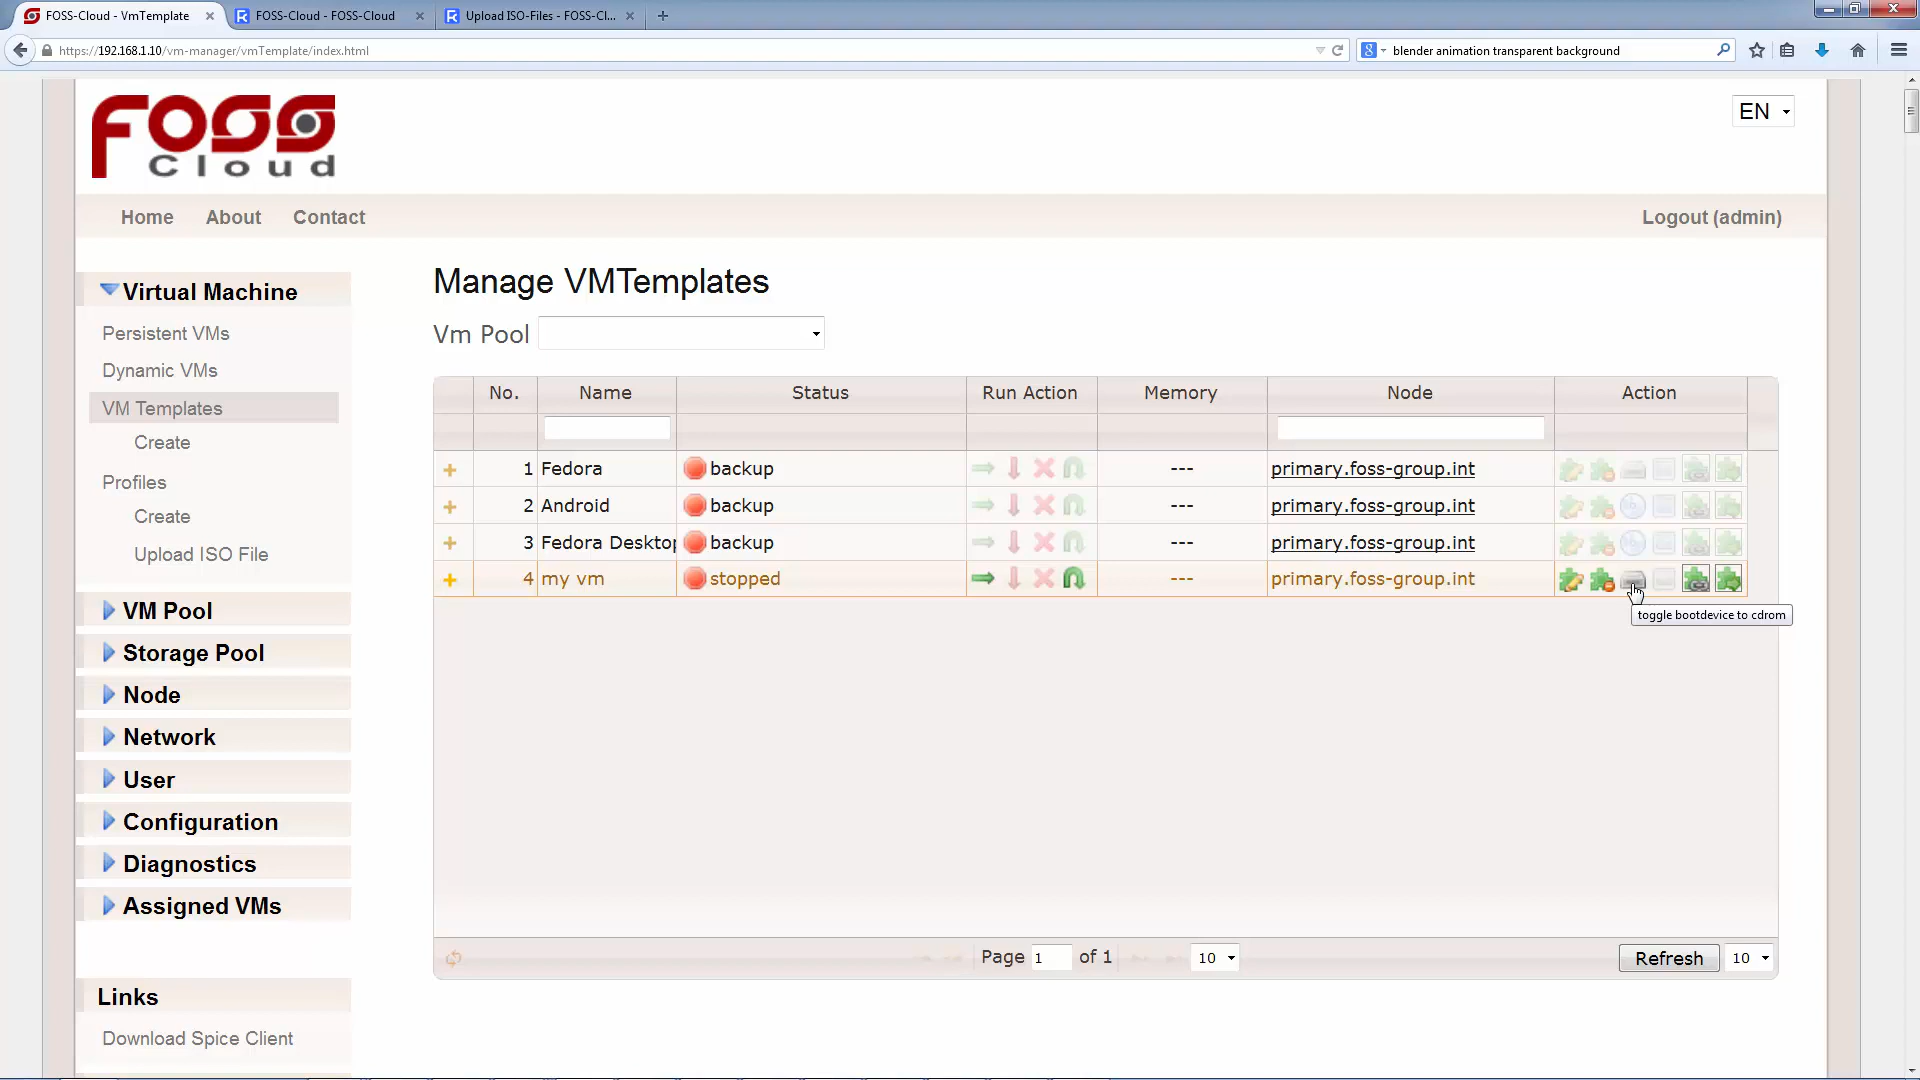 FOSS-Cloud - VmTemplate
FOSS-Cloud - FOSS-Cloud
Upload ISO-Files - FOSS-Cl...
https://192.168.1.10/vm-manager/vmTemplate/index.html
blender animation transparent background
FOSS
Cloud
EN
Home About Contact
Logout (admin)
Virtual Machine
Persistent VMs
Dynamic VMs
VM Templates
Create
Profiles
Create
Upload ISO File
VM Pool
Storage Pool
Node
Network
User
Configuration
Diagnostics
Assigned VMs
Links
Download Spice Client
Manage VMTemplates
Vm Pool
No. Name Status Run Action Memory Node Action
1 Fedora backup --- primary.foss-group.int
2 Android backup --- primary.foss-group.int
3 Fedora Desktop backup --- primary.foss-group.int
4 my vm stopped --- primary.foss-group.int
toggle bootdevice to cdrom
Page 1 of 1 10
Refresh 10